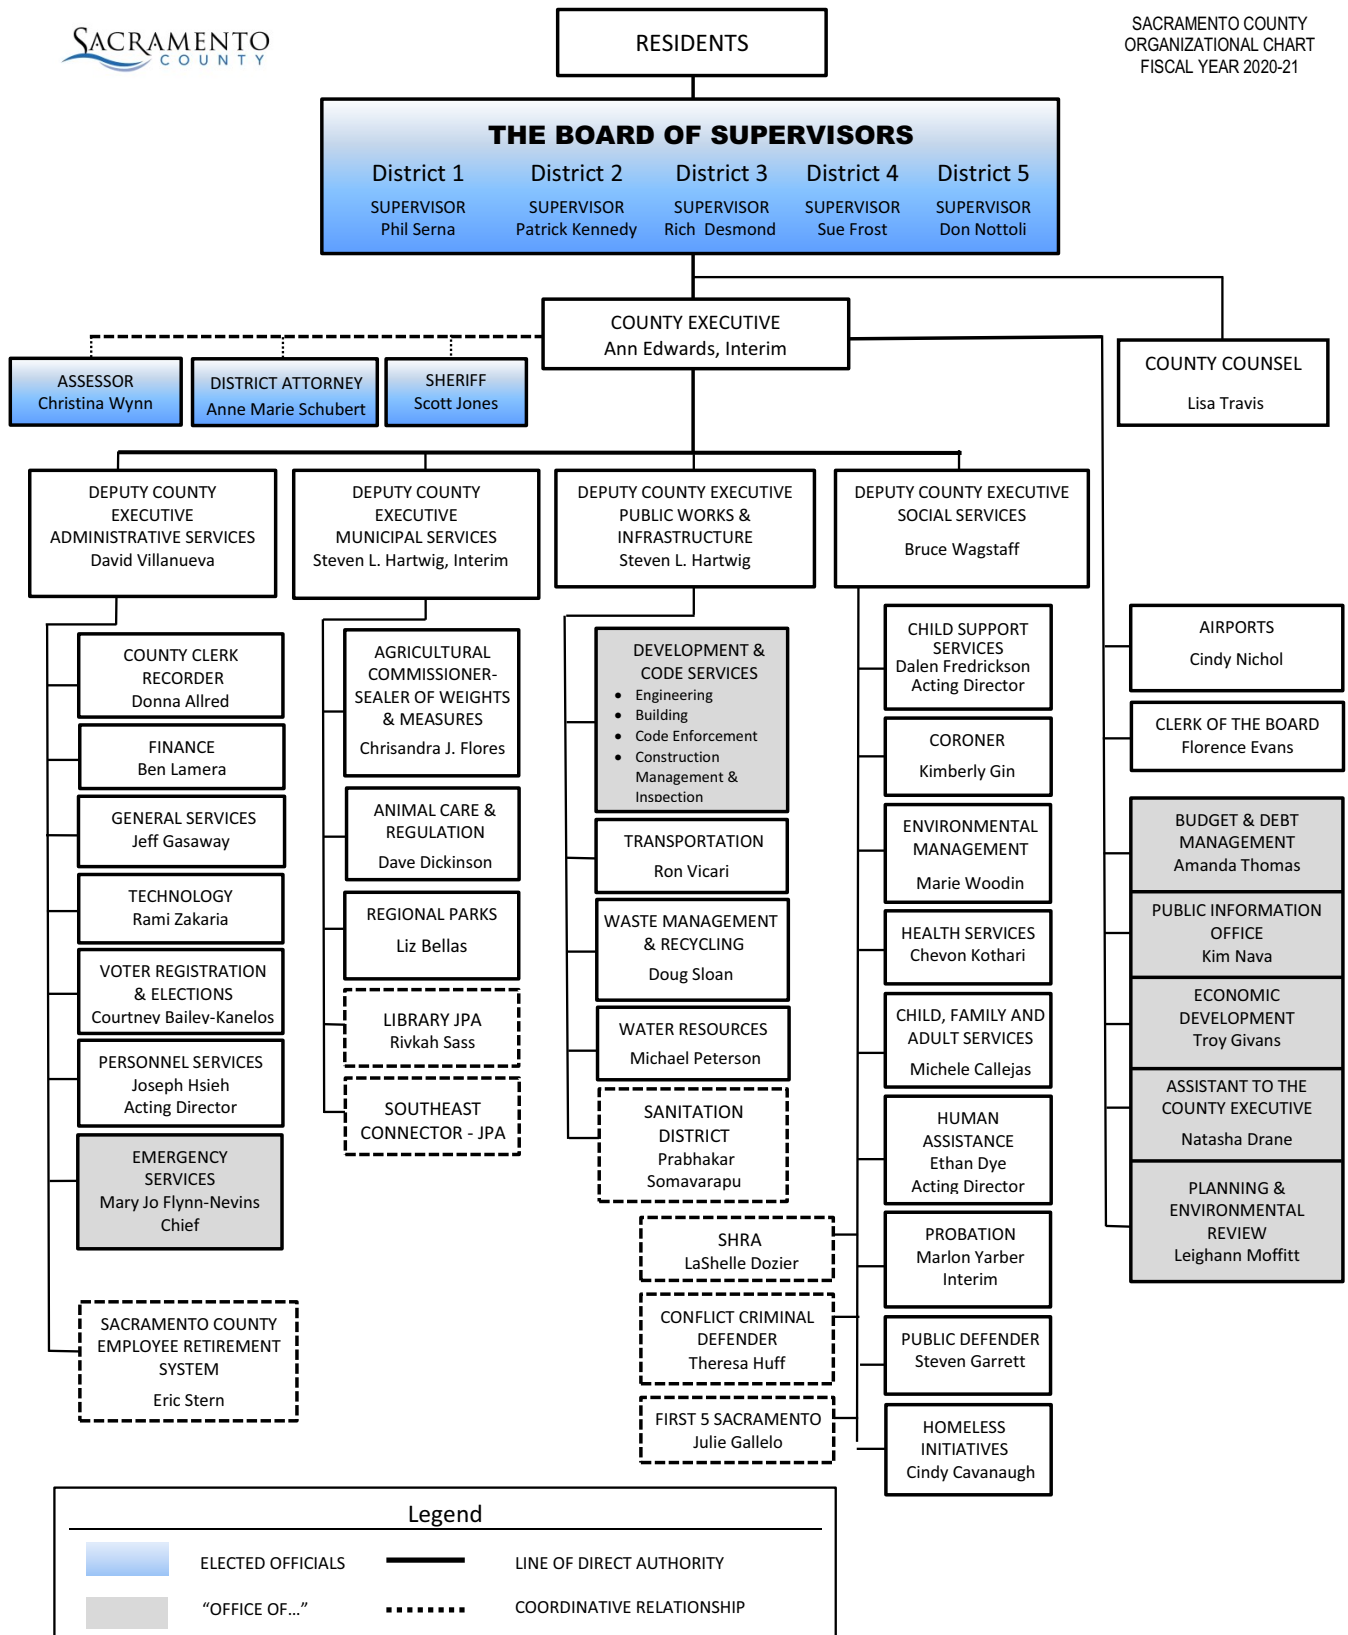 SACRAMENTO
COUNTY
RESIDENTS
SACRAMENTO COUNTY
ORGANIZATIONAL CHART
FISCAL YEAR 2020-21
THE BOARD OF SUPERVISORS
District 1
SUPERVISOR
Phil Serna
District 2
SUPERVISOR
Patrick Kennedy
District 3
SUPERVISOR
Rich Desmond
District 4
SUPERVISOR
Sue Frost
District 5
SUPERVISOR
Don Nottoli
COUNTY EXECUTIVE
Ann Edwards, Interim
COUNTY COUNSEL
Lisa Travis
ASSESSOR
Christina Wynn
DISTRICT ATTORNEY
Anne Marie Schubert
SHERIFF
Scott Jones
DEPUTY COUNTY
EXECUTIVE
ADMINISTRATIVE SERVICES
David Villanueva
DEPUTY COUNTY
EXECUTIVE
MUNICIPAL SERVICES
Steven L. Hartwig, Interim
DEPUTY COUNTY EXECUTIVE
PUBLIC WORKS &
INFRASTRUCTURE
Steven L. Hartwig
DEPUTY COUNTY EXECUTIVE
SOCIAL SERVICES
Bruce Wagstaff
COUNTY CLERK
RECORDER
Donna Allred
FINANCE
Ben Lamera
GENERAL SERVICES
Jeff Gasaway
TECHNOLOGY
Rami Zakaria
VOTER REGISTRATION
& ELECTIONS
Courtney Bailey-Kanelos
PERSONNEL SERVICES
Joseph Hsieh
Acting Director
EMERGENCY
SERVICES
Mary Jo Flynn-Nevins
Chief
SACRAMENTO COUNTY
EMPLOYEE RETIREMENT
SYSTEM
Eric Stern
AGRICULTURAL
COMMISSIONER-
SEALER OF WEIGHTS
& MEASURES
Chrisandra J. Flores
ANIMAL CARE &
REGULATION
Dave Dickinson
REGIONAL PARKS
Liz Bellas
LIBRARY JPA
Rivkah Sass
SOUTHEAST
CONNECTOR - JPA
DEVELOPMENT &
CODE SERVICES
• Engineering
• Building
• Code Enforcement
• Construction
Management &
Inspection
TRANSPORTATION
Ron Vicari
WASTE MANAGEMENT
& RECYCLING
Doug Sloan
WATER RESOURCES
Michael Peterson
SANITATION
DISTRICT
Prabhakar
Somavarapu
SHRA
LaShelle Dozier
CONFLICT CRIMINAL
DEFENDER
Theresa Huff
FIRST 5 SACRAMENTO
Julie Gallelo
CHILD SUPPORT
SERVICES
Dalen Fredrickson
Acting Director
CORONER
Kimberly Gin
ENVIRONMENTAL
MANAGEMENT
Marie Woodin
HEALTH SERVICES
Chevon Kothari
CHILD, FAMILY AND
ADULT SERVICES
Michele Callejas
HUMAN
ASSISTANCE
Ethan Dye
Acting Director
PROBATION
Marlon Yarber
Interim
PUBLIC DEFENDER
Steven Garrett
HOMELESS
INITIATIVES
Cindy Cavanaugh
AIRPORTS
Cindy Nichol
CLERK OF THE BOARD
Florence Evans
BUDGET & DEBT
MANAGEMENT
Amanda Thomas
PUBLIC INFORMATION
OFFICE
Kim Nava
ECONOMIC
DEVELOPMENT
Troy Givans
ASSISTANT TO THE
COUNTY EXECUTIVE
Natasha Drane
PLANNING &
ENVIRONMENTAL
REVIEW
Leighann Moffitt
Legend
ELECTED OFFICIALS
LINE OF DIRECT AUTHORITY
“OFFICE OF…”
COORDINATIVE RELATIONSHIP